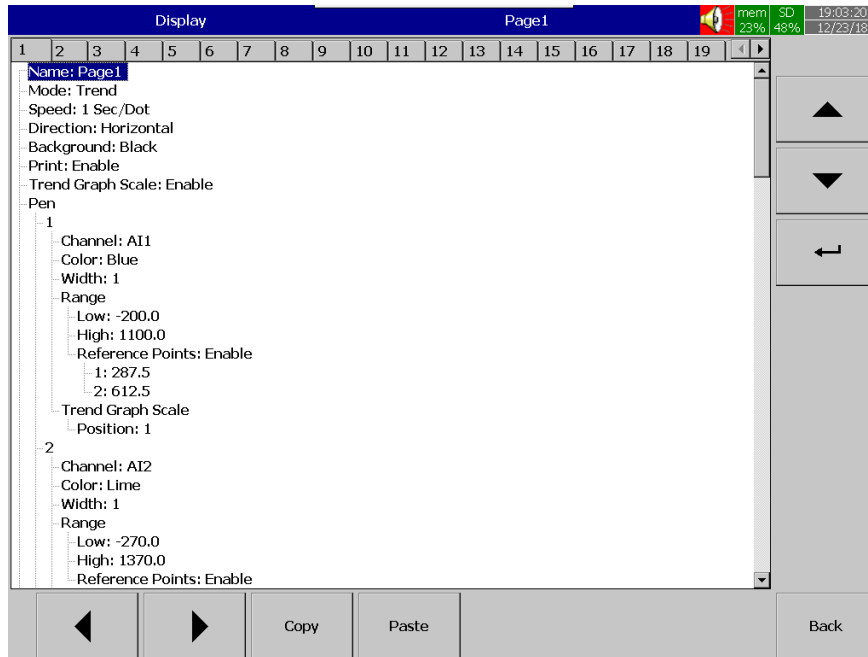 Display Page1 mem SD 19:03:20
23% 48% 12/23/18
1 2 3 4 5 6 7 8 9 10 11 12 13 14 15 16 17 18 19
Name: Page1
Mode: Trend
Speed: 1 Sec/Dot
Direction: Horizontal
Background: Black
Print: Enable
Trend Graph Scale: Enable
Pen
1
Channel: AI1
Color: Blue
Width: 1
Range
Low: -200.0
High: 1100.0
Reference Points: Enable
1: 287.5
2: 612.5
Trend Graph Scale
Position: 1
2
Channel: AI2
Color: Lime
Width: 1
Range
Low: -270.0
High: 1370.0
Reference Points: Enable
Copy Paste Back